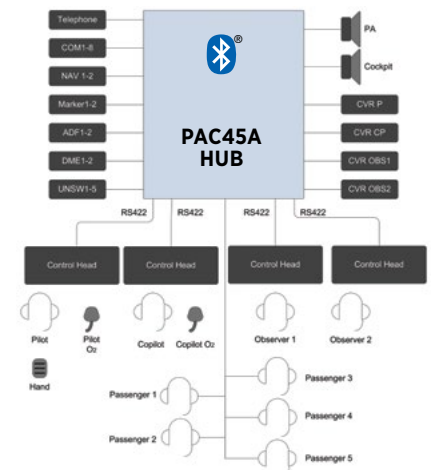 Telephone
COM1-8
NAV 1-2
Marker1-2
ADF1-2
DME1-2
UNSW1-5
®
PAC45A
HUB
PA
Cockpit
CVR P
CVR CP
CVR OBS1
CVR OBS2
RS422
RS422
RS422
RS422
Control Head
Control Head
Control Head
Control Head
Pilot
Pilot
O2
Copilot
Copilot O2
Observer 1
Observer 2
Hand
Passenger 1
Passenger 2
Passenger 3
Passenger 4
Passenger 5